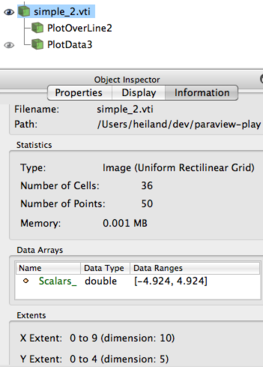 simple_2.vti
PlotOverLine2
PlotData3
Object Inspector
Properties Display Information
Filename: simple_2.vti
Path: /Users/heiland/dev/paraview-play
Statistics
Type: Image (Uniform Rectilinear Grid)
Number of Cells: 36
Number of Points: 50
Memory: 0.001 MB
Data Arrays
Name Data Type Data Ranges
Scalars_ double [-4.924, 4.924]
Extents
X Extent: 0 to 9 (dimension: 10)
Y Extent: 0 to 4 (dimension: 5)